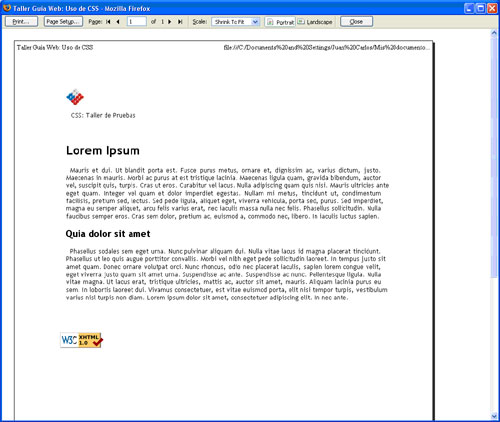 Taller Guia Web: Uso de CSS - Mozilla Firefox
Print... Page Setup... Page: 1 of 1 Scale: Shrink To Fit Portrait Landscape Close
Taller Guia Web: Uso de CSS file:///C:/Documents%20and%20Settings/Juan%20Carlos/Mis%20documento...
CSS: Taller de Pruebas
Lorem Ipsum
Mauris et dui. Ut blandit porta est. Fusce purus metus, ornare et, dignissim ac, varius dictum, justo.
Maecenas in mauris. Morbi ac purus at est tristique lacinia. Maecenas ligula quam, gravida bibendum, auctor
vel, suscipit quis, turpis. Cras ut eros. Curabitur vel lacus. Nulla adipiscing quam quis nisl. Mauris ultricies ante
eget quam. Integer vel quam et dolor imperdiet egestas. Nullam mi metus, tincidunt ut, condimentum
facilisis, pretium sed, lectus. Sed pede ligula, aliquet eget, viverra vehicula, porta sed, purus. Sed imperdiet,
magna eu semper aliquet, arcu felis varius erat, nec iaculis massa nulla nec felis. Phasellus sollicitudin. Nulla
faucibus semper eros. Cras sem dolor, pretium ac, euismod a, commodo nec, libero. In iaculis luctus sapien.
Quia dolor sit amet
Phasellus sodales sem eget urna. Nunc pulvinar aliquam dui. Nulla vitae lacus id magna placerat tincidunt.
Phasellus ut leo quis augue porttitor convallis. Morbi vel nibh eget pede sollicitudin laoreet. In tempus justo sit
amet quam. Donec ornare volutpat orci. Nunc rhoncus, odio nec placerat iaculis, sapien lorem congue velit,
eget viverra justo quam sit amet urna. Suspendisse ac ante. Suspendisse ac nunc. Pellentesque ligula. Nulla
vitae magna. Ut lacus erat, tristique ultricies, mattis ac, auctor sit amet, mauris. Aliquam lacinia purus eu
sem. In lobortis laoreet dui. Vivamus consectetuer, est vitae euismod porta, elit nisi tempor turpis, vestibulum
varius nisl turpis non diam. Lorem ipsum dolor sit amet, consectetuer adipiscing elit. In nec ante.
W3C XHTML 1.0